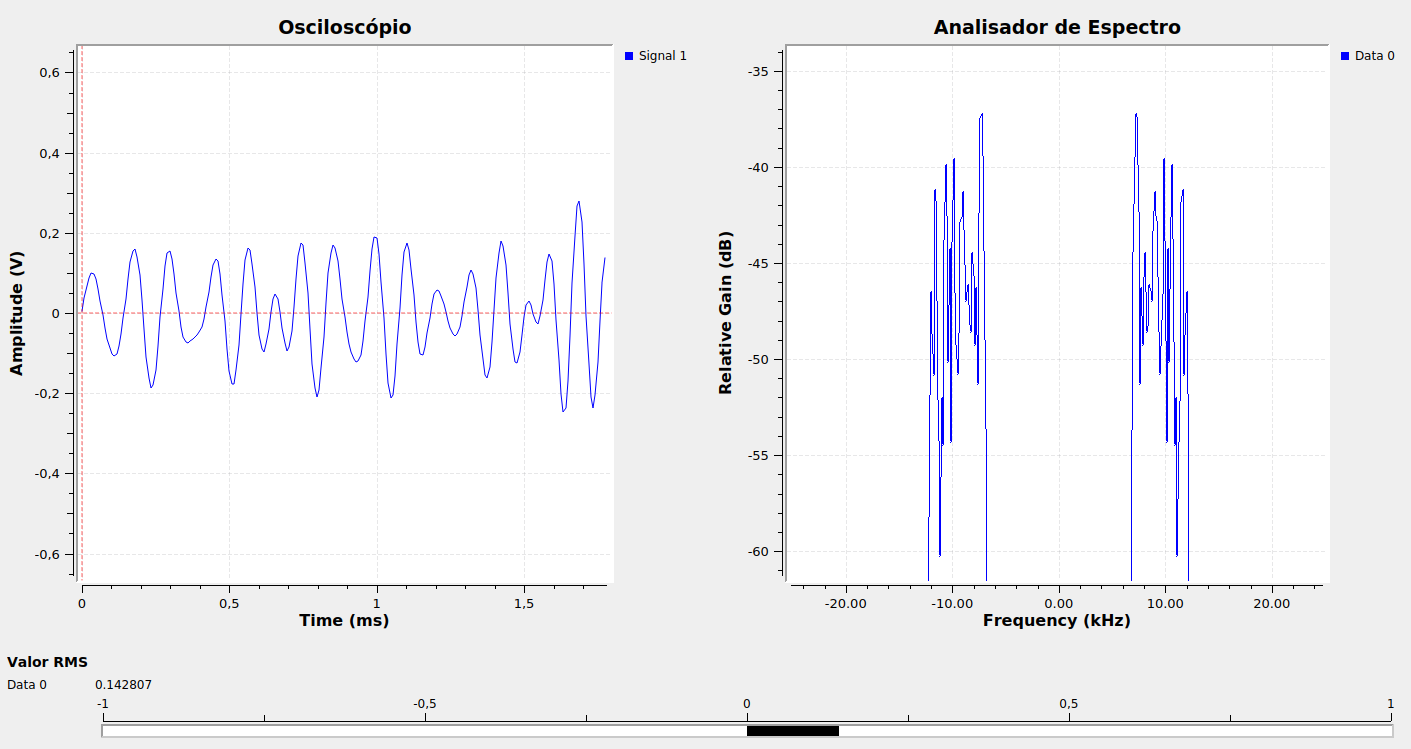 Osciloscópio
Signal 1
Amplitude (V)
0,6
0,4
0,2
0
-0,2
-0,4
-0,6
0 0,5 1 1,5
Time (ms)
Analisador de Espectro
Data 0
Relative Gain (dB)
-35
-40
-45
-50
-55
-60
-20.00 -10.00 0.00 10.00 20.00
Frequency (kHz)
Valor RMS
Data 0 0.142807
-1 -0,5 0 0,5 1